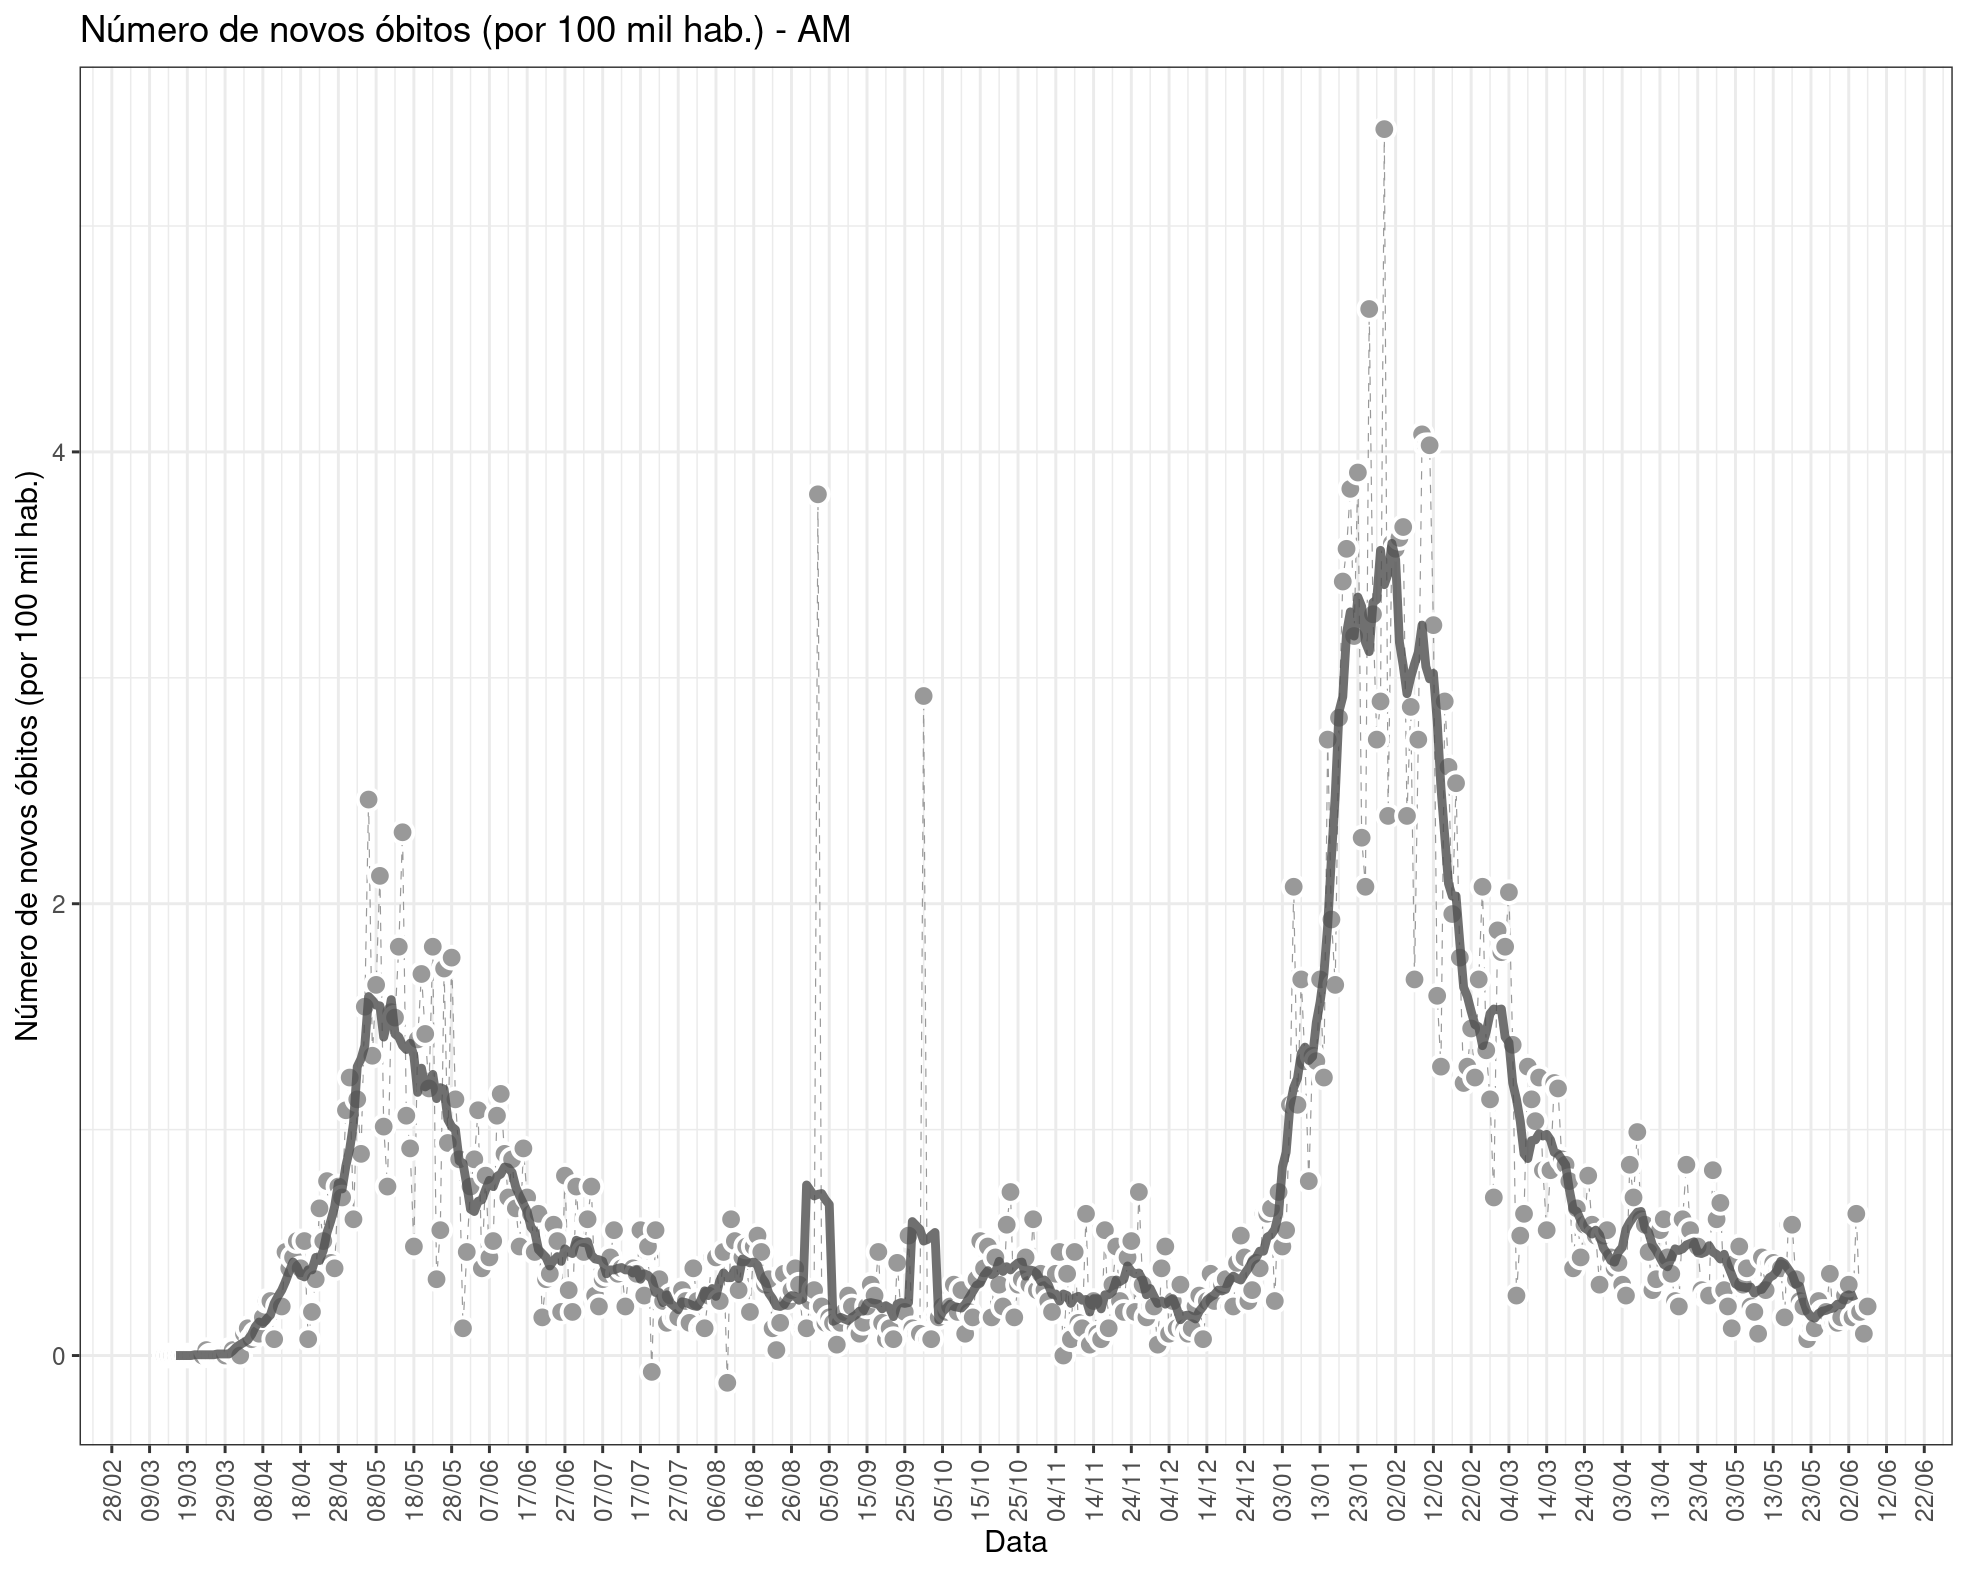 Número de novos óbitos (por 100 mil hab.) - AM
Número de novos óbitos (por 100 mil hab.)
4
2
0
28/02 09/03 19/03 29/03 08/04 18/04 28/04 08/05 18/05 28/05 07/06 17/06 27/06 07/07 17/07 27/07 06/08 16/08 26/08 05/09 15/09 25/09 05/10 15/10 25/10 04/11 14/11 24/11 04/12 14/12 24/12 03/01 13/01 23/01 02/02 12/02 22/02 04/03 14/03 24/03 03/04 13/04 23/04 03/05 13/05 23/05 02/06 12/06 22/06
Data